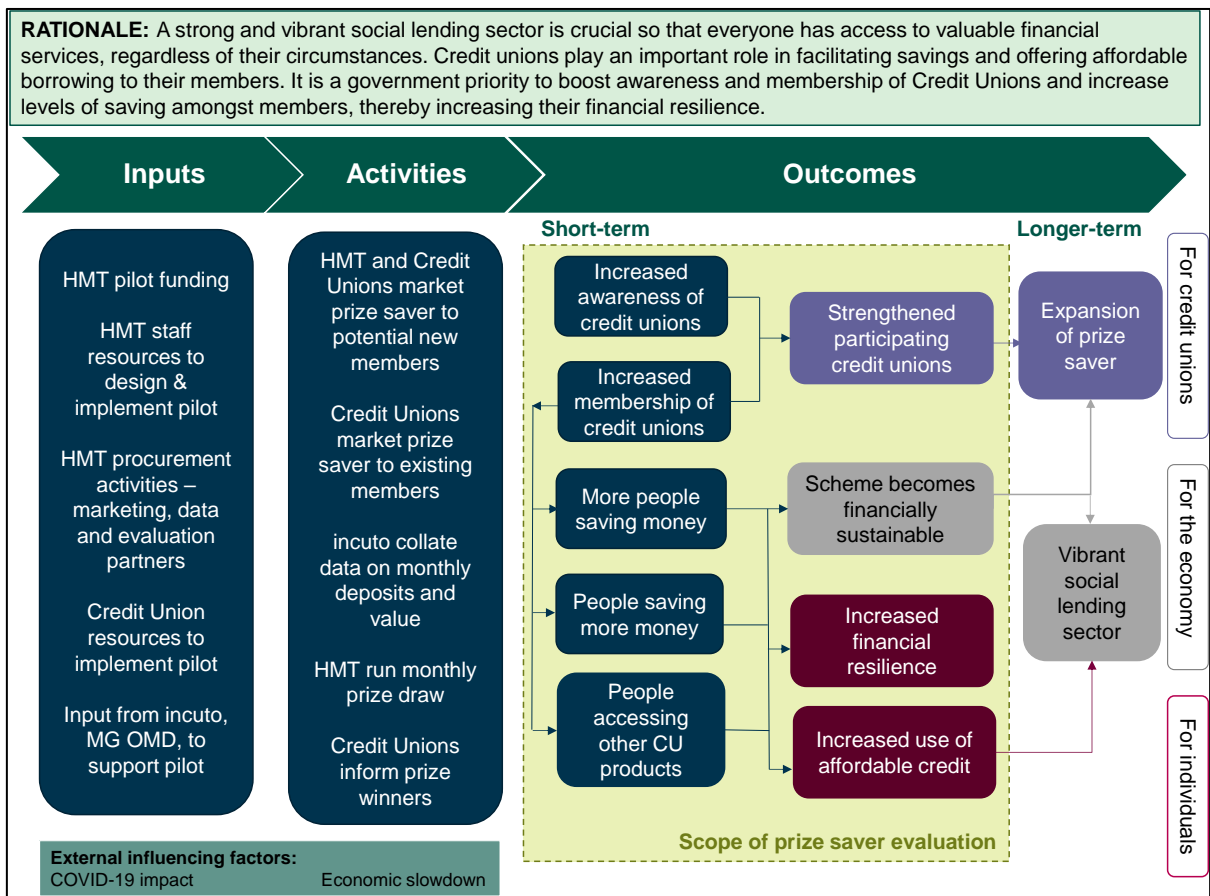 RATIONALE: A strong and vibrant social lending sector is crucial so that everyone has access to valuable financial
services, regardless of their circumstances. Credit unions play an important role in facilitating savings and offering affordable
borrowing to their members. It is a government priority to boost awareness and membership of Credit Unions and increase
levels of saving amongst members, thereby increasing their financial resilience.
Inputs
Activities
Outcomes
HMT pilot funding
HMT staff
resources to
design &
implement pilot
HMT procurement
activities –
marketing, data
and evaluation
partners
Credit Union
resources to
implement pilot
Input from incuto,
MG OMD, to
support pilot
HMT and Credit
Unions market
prize saver to
potential new
members
Credit Unions
market prize
saver to existing
members
incuto collate
data on monthly
deposits and
value
HMT run monthly
prize draw
Credit Unions
inform prize
winners
Short-term
Longer-term
Increased
awareness of
credit unions
Increased
membership of
credit unions
More people
saving money
People saving
more money
People
accessing
other CU
products
Strengthened
participating
credit unions
Scheme becomes
financially
sustainable
Increased
financial
resilience
Increased use of
affordable credit
Scope of prize saver evaluation
Expansion
of prize
saver
Vibrant
social
lending
sector
For credit unions
For the economy
For individuals
External influencing factors:
COVID-19 impact
Economic slowdown